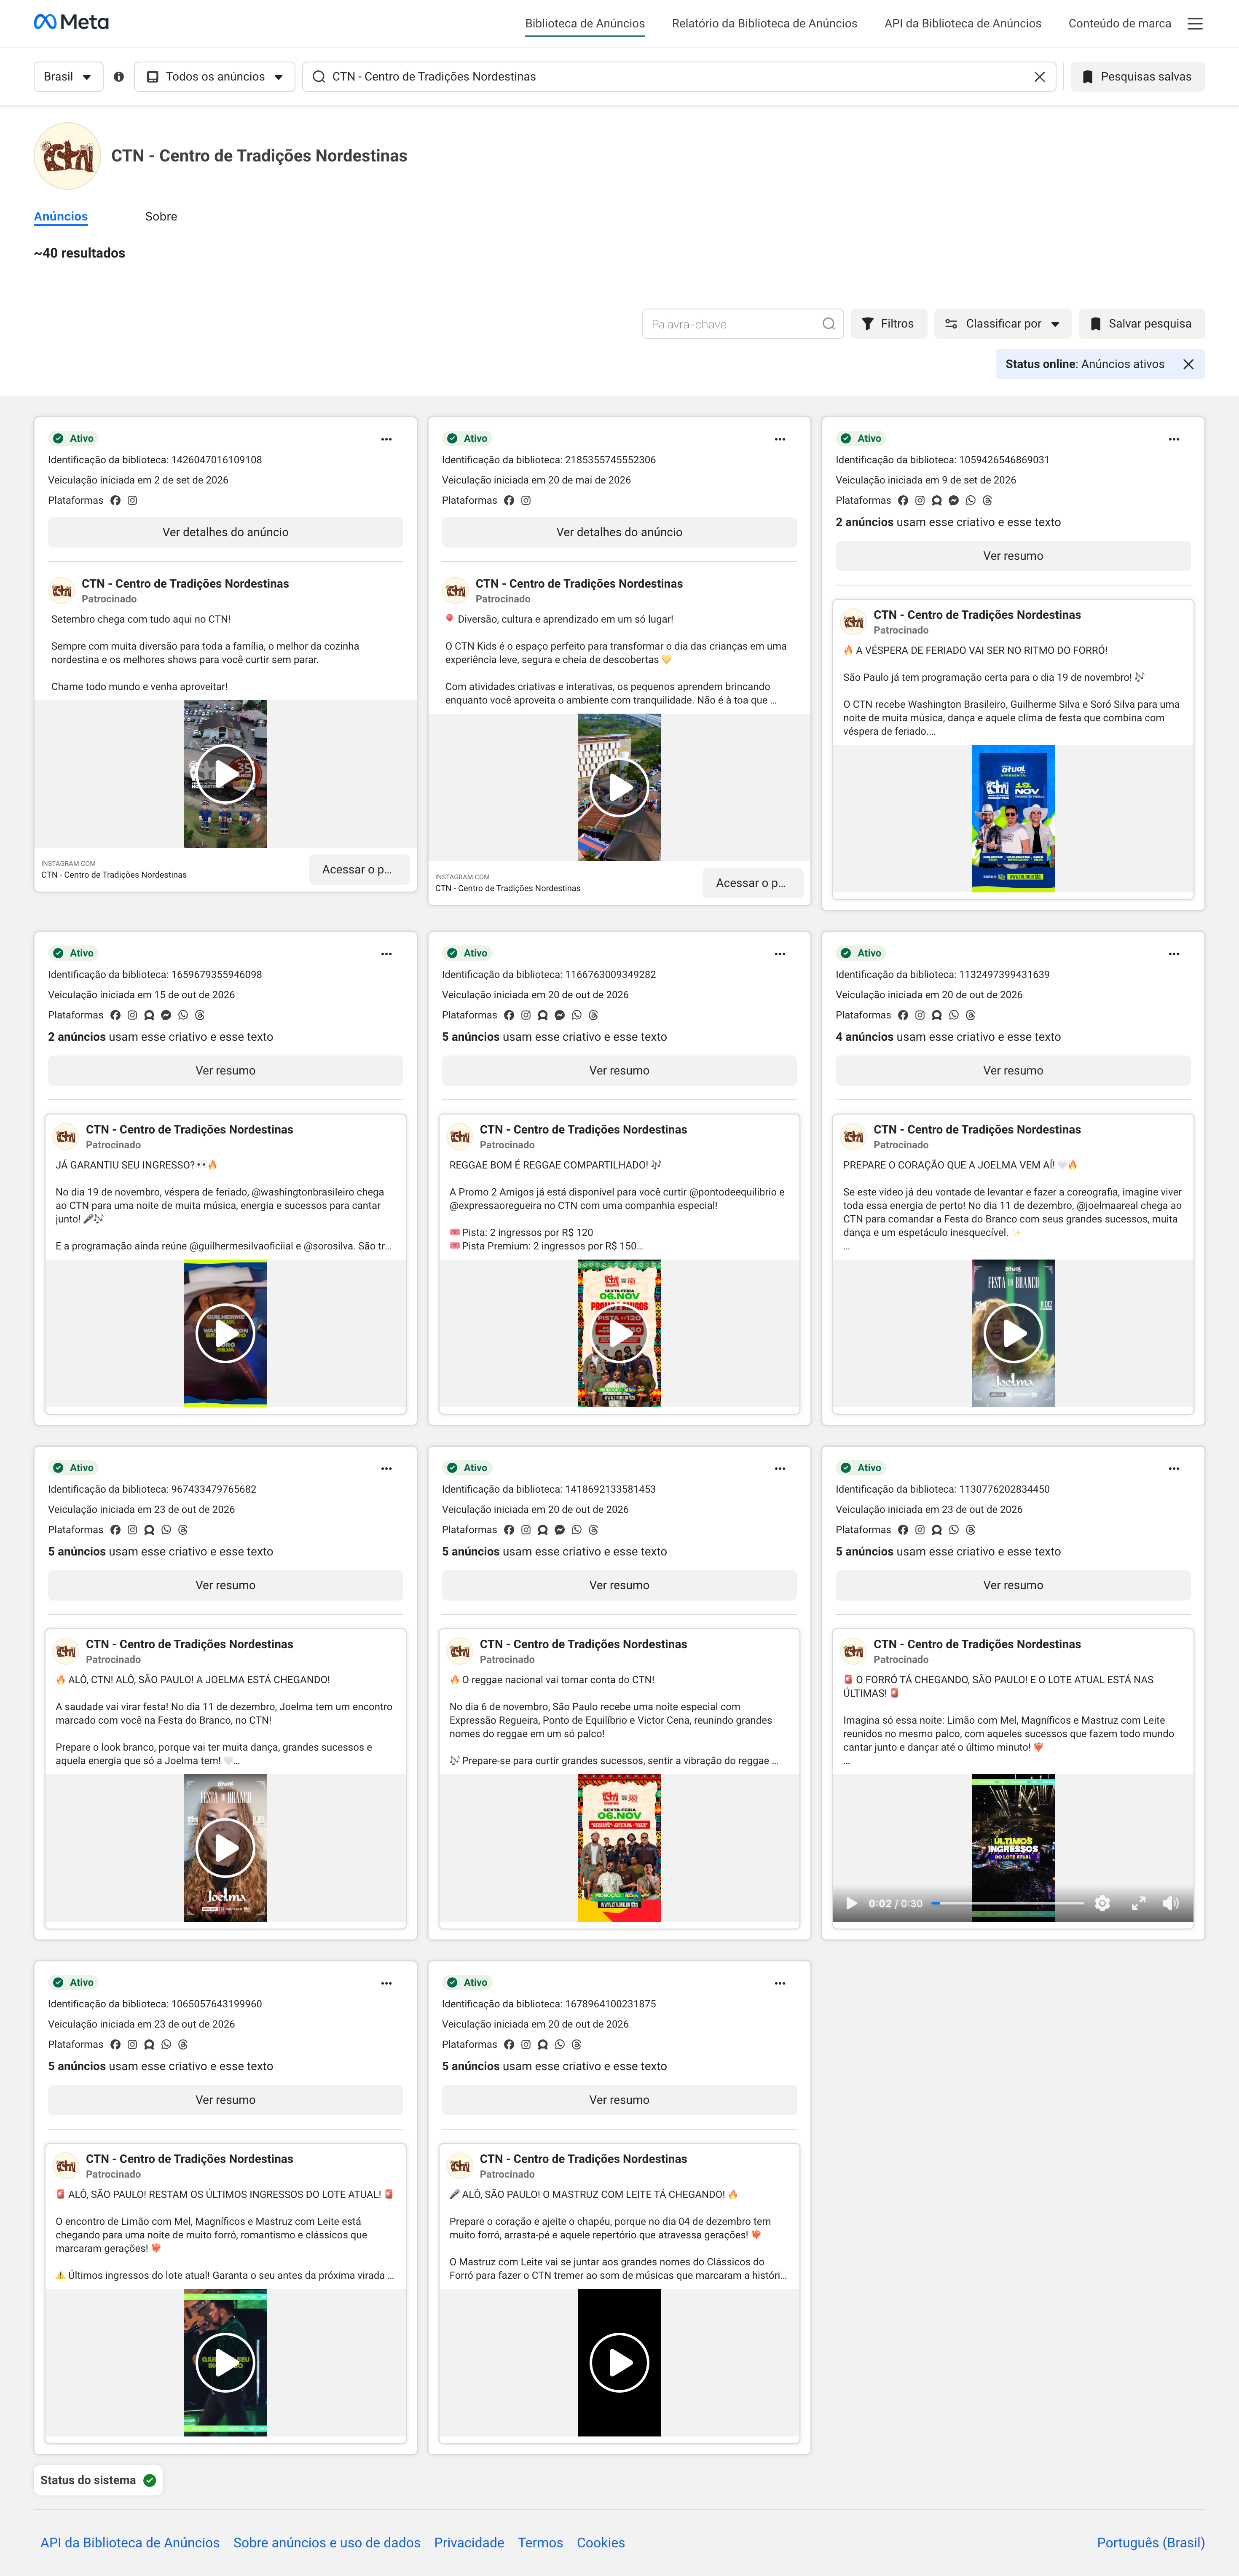 Meta
Biblioteca de Anúncios
Relatório da Biblioteca de Anúncios
API da Biblioteca de Anúncios
Conteúdo de marca
Brasil
Todos os anúncios
CTN - Centro de Tradições Nordestinas
Pesquisas salvas
CTN - Centro de Tradições Nordestinas
Anúncios
Sobre
~40 resultados
Palavra-chave
Filtros
Classificar por
Salvar pesquisa
Status online: Anúncios ativos
Ativo
Identificação da biblioteca: 1426047016109108
Veiculação iniciada em 2 de set de 2026
Plataformas
Ver detalhes do anúncio
CTN - Centro de Tradições Nordestinas
Patrocinado
Setembro chega com tudo aqui no CTN!
Sempre com muita diversão para toda a família, o melhor da cozinha
nordestina e os melhores shows para você curtir sem parar.
Chame todo mundo e venha aproveitar!
INSTAGRAM.COM
CTN - Centro de Tradições Nordestinas
Acessar o p...
Ativo
Identificação da biblioteca: 2185355745552306
Veiculação iniciada em 20 de mai de 2026
Plataformas
Ver detalhes do anúncio
CTN - Centro de Tradições Nordestinas
Patrocinado
🎈 Diversão, cultura e aprendizado em um só lugar!
O CTN Kids é o espaço perfeito para transformar o dia das crianças em uma
experiência leve, segura e cheia de descobertas 💛
Com atividades criativas e interativas, os pequenos aprendem brincando
enquanto você aproveita o ambiente com tranquilidade. Não é à toa que ...
INSTAGRAM.COM
CTN - Centro de Tradições Nordestinas
Acessar o p...
Ativo
Identificação da biblioteca: 1059426546869031
Veiculação iniciada em 9 de set de 2026
Plataformas
2 anúncios usam esse criativo e esse texto
Ver resumo
CTN - Centro de Tradições Nordestinas
Patrocinado
🔥 A VÉSPERA DE FERIADO VAI SER NO RITMO DO FORRÓ!
São Paulo já tem programação certa para o dia 19 de novembro! 🎶
O CTN recebe Washington Brasileiro, Guilherme Silva e Soró Silva para uma
noite de muita música, dança e aquele clima de festa que combina com
véspera de feriado....
atual
APRESENTA:
19.
NOV
Ativo
Identificação da biblioteca: 1659679355946098
Veiculação iniciada em 15 de out de 2026
Plataformas
2 anúncios usam esse criativo e esse texto
Ver resumo
CTN - Centro de Tradições Nordestinas
Patrocinado
JÁ GARANTIU SEU INGRESSO? 👀🔥
No dia 19 de novembro, véspera de feriado, @washingtonbrasileiro chega
ao CTN para uma noite de muita música, energia e sucessos para cantar
junto! 🎤🎶
E a programação ainda reúne @guilhermesilvaoficiial e @sorosilva. São tr...
GUILHERME
SILVA
Ativo
Identificação da biblioteca: 1166763009349282
Veiculação iniciada em 20 de out de 2026
Plataformas
5 anúncios usam esse criativo e esse texto
Ver resumo
CTN - Centro de Tradições Nordestinas
Patrocinado
REGGAE BOM É REGGAE COMPARTILHADO! 🎶
A Promo 2 Amigos já está disponível para você curtir @pontodeequilibrio e
@expressaoregueira no CTN com uma companhia especial!
🎟️ Pista: 2 ingressos por R$ 120
🎟️ Pista Premium: 2 ingressos por R$ 150...
SEXTA-FEIRA
06.NOV
Ativo
Identificação da biblioteca: 1132497399431639
Veiculação iniciada em 20 de out de 2026
Plataformas
4 anúncios usam esse criativo e esse texto
Ver resumo
CTN - Centro de Tradições Nordestinas
Patrocinado
PREPARE O CORAÇÃO QUE A JOELMA VEM AÍ! 🤍🔥
Se este vídeo já deu vontade de levantar e fazer a coreografia, imagine viver
toda essa energia de perto! No dia 11 de dezembro, @joelmaareal chega ao
CTN para comandar a Festa do Branco com seus grandes sucessos, muita
dança e um espetáculo inesquecível. ✨
...
FESTA DO BRANCO
Joelma
Ativo
Identificação da biblioteca: 967433479765682
Veiculação iniciada em 23 de out de 2026
Plataformas
5 anúncios usam esse criativo e esse texto
Ver resumo
CTN - Centro de Tradições Nordestinas
Patrocinado
🔥 ALÔ, CTN! ALÔ, SÃO PAULO! A JOELMA ESTÁ CHEGANDO!
A saudade vai virar festa! No dia 11 de dezembro, Joelma tem um encontro
marcado com você na Festa do Branco, no CTN!
Prepare o look branco, porque vai ter muita dança, grandes sucessos e
aquela energia que só a Joelma tem! 🤍...
FESTA DO BRANCO
Joelma
Ativo
Identificação da biblioteca: 1418692133581453
Veiculação iniciada em 20 de out de 2026
Plataformas
5 anúncios usam esse criativo e esse texto
Ver resumo
CTN - Centro de Tradições Nordestinas
Patrocinado
🔥 O reggae nacional vai tomar conta do CTN!
No dia 6 de novembro, São Paulo recebe uma noite especial com
Expressão Regueira, Ponto de Equilíbrio e Victor Cena, reunindo grandes
nomes do reggae em um só palco!
🎶 Prepare-se para curtir grandes sucessos, sentir a vibração do reggae ...
SEXTA-FEIRA
06.NOV
Ativo
Identificação da biblioteca: 1130776202834450
Veiculação iniciada em 23 de out de 2026
Plataformas
5 anúncios usam esse criativo e esse texto
Ver resumo
CTN - Centro de Tradições Nordestinas
Patrocinado
🚨 O FORRÓ TÁ CHEGANDO, SÃO PAULO! E O LOTE ATUAL ESTÁ NAS
ÚLTIMAS! 🚨
Imagina só essa noite: Limão com Mel, Magníficos e Mastruz com Leite
reunidos no mesmo palco, com aqueles sucessos que fazem todo mundo
cantar junto e dançar até o último minuto! ❤️‍🔥
...
ÚLTIMOS
INGRESSOS
DO LOTE ATUAL
0:02 / 0:30
Ativo
Identificação da biblioteca: 1065057643199960
Veiculação iniciada em 23 de out de 2026
Plataformas
5 anúncios usam esse criativo e esse texto
Ver resumo
CTN - Centro de Tradições Nordestinas
Patrocinado
🚨 ALÔ, SÃO PAULO! RESTAM OS ÚLTIMOS INGRESSOS DO LOTE ATUAL! 🚨
O encontro de Limão com Mel, Magníficos e Mastruz com Leite está
chegando para uma noite de muito forró, romantismo e clássicos que
marcaram gerações! ❤️‍🔥
⚠️ Últimos ingressos do lote atual! Garanta o seu antes da próxima virada ...
Ativo
Identificação da biblioteca: 1678964100231875
Veiculação iniciada em 20 de out de 2026
Plataformas
5 anúncios usam esse criativo e esse texto
Ver resumo
CTN - Centro de Tradições Nordestinas
Patrocinado
🎤 ALÔ, SÃO PAULO! O MASTRUZ COM LEITE TÁ CHEGANDO! 🔥
Prepare o coração e ajeite o chapéu, porque no dia 04 de dezembro tem
muito forró, arrasta-pé e aquele repertório que atravessa gerações! ❤️‍🔥
O Mastruz com Leite vai se juntar aos grandes nomes do Clássicos do
Forró para fazer o CTN tremer ao som de músicas que marcaram a históri...
Status do sistema
API da Biblioteca de Anúncios
Sobre anúncios e uso de dados
Privacidade
Termos
Cookies
Português (Brasil)